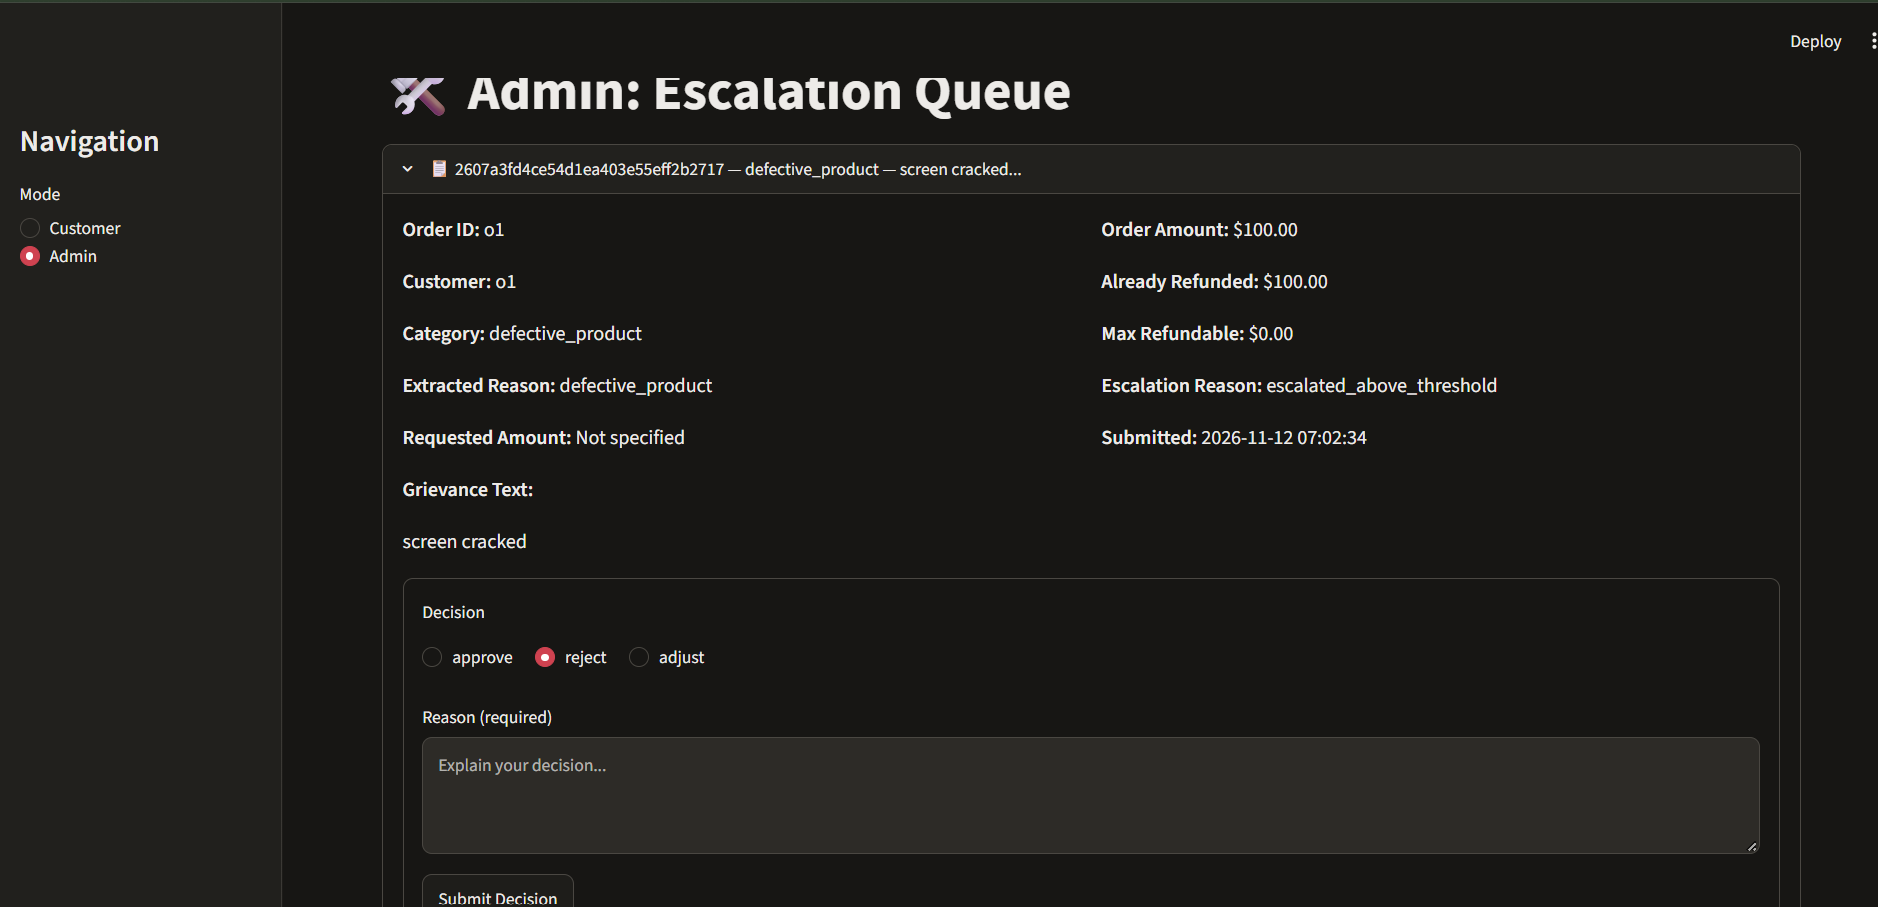 Deploy
Admin: Escalation Queue
Navigation
Mode
Customer
Admin
2607a3fd4ce54d1ea403e55eff2b2717 — defective_product — screen cracked...
Order ID: o1
Order Amount: $100.00
Customer: o1
Already Refunded: $100.00
Category: defective_product
Max Refundable: $0.00
Extracted Reason: defective_product
Escalation Reason: escalated_above_threshold
Requested Amount: Not specified
Submitted: 2026-11-12 07:02:34
Grievance Text:
screen cracked
Decision
approve reject adjust
Reason (required)
Explain your decision...
Submit Decision